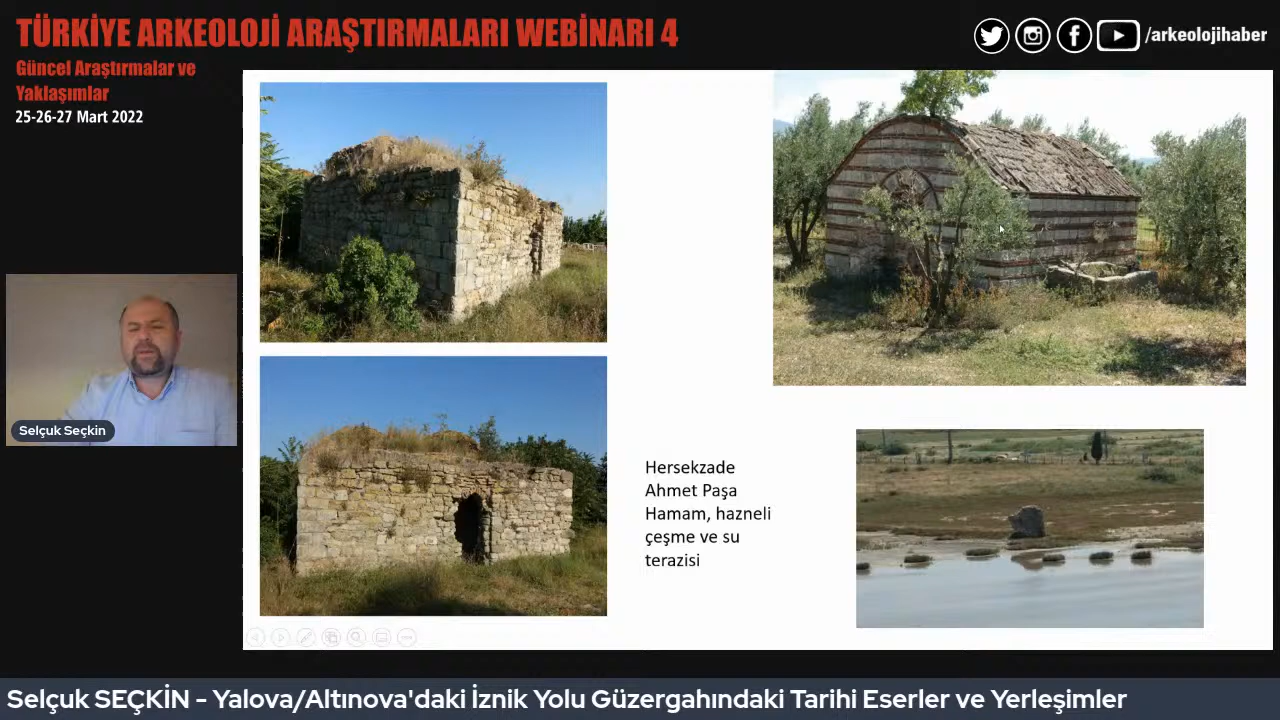 TÜRKİYE ARKEOLOJİ ARAŞTIRMALARI WEBİNARI 4
Güncel Araştırmalar ve
Yaklaşımlar
25-26-27 Mart 2022
/arkeolojihaber
Selçuk Seçkin
Hersekzade
Ahmet Paşa
Hamam, hazneli
çeşme ve su
terazisi
Selçuk SEÇKİN - Yalova/Altınova'daki İznik Yolu Güzergahındaki Tarihi Eserler ve Yerleşimler